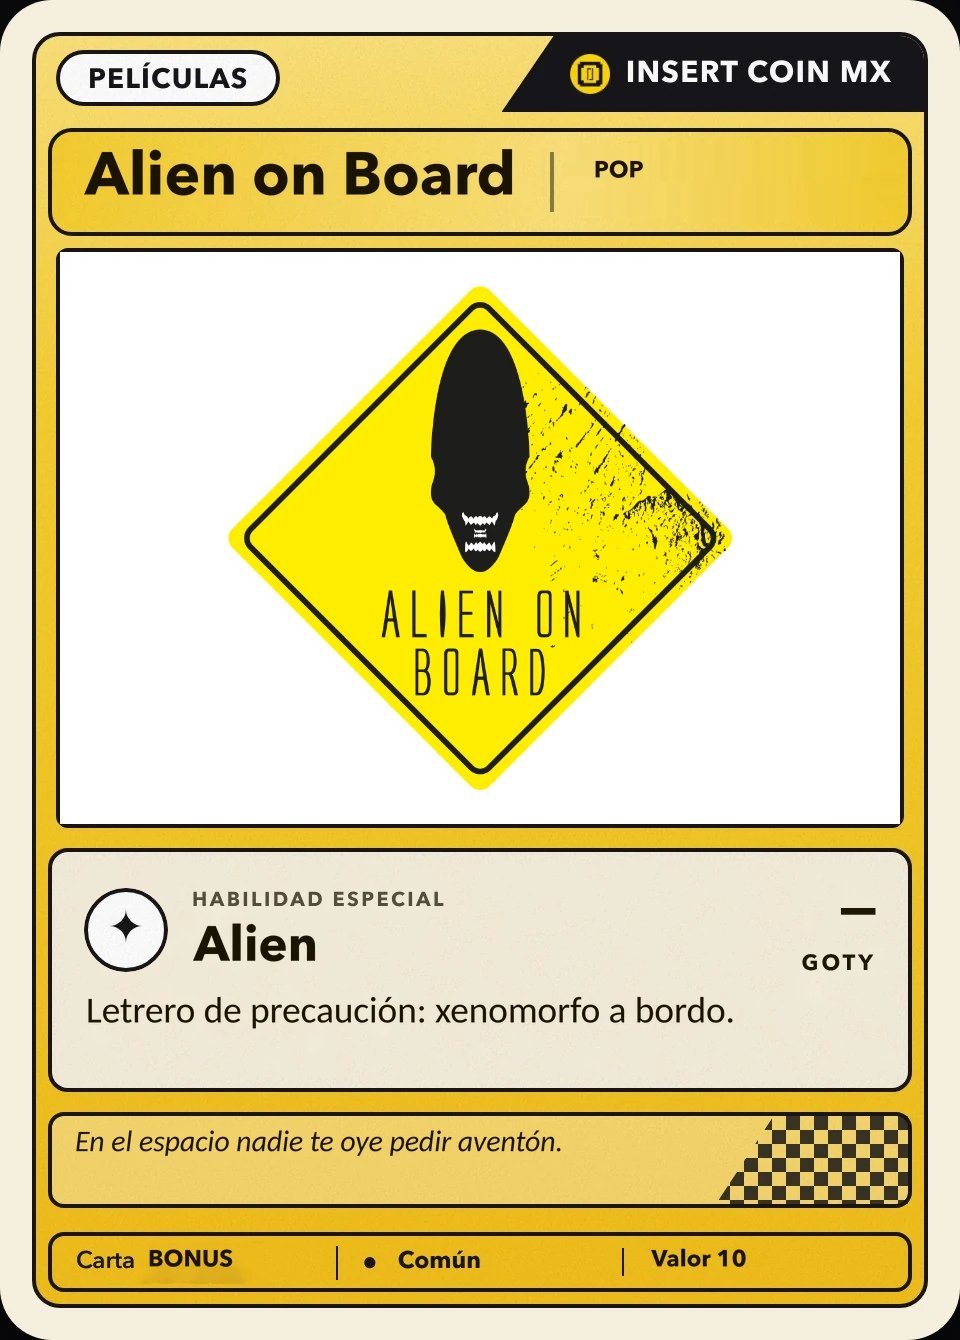 PELÍCULAS
INSERT COIN MX
Alien on Board
POP
ALIEN ON
BOARD
HABILIDAD ESPECIAL
Alien
—
GOTY
Letrero de precaución: xenomorfo a bordo.
En el espacio nadie te oye pedir aventón.
Carta BONUS
• Común
Valor 10